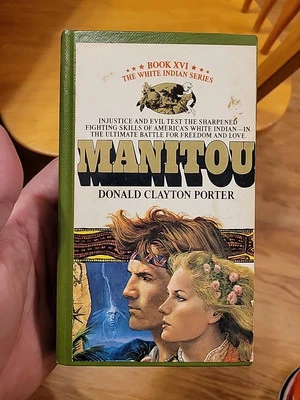 BOOK XVI
THE WHITE INDIAN SERIES
INJUSTICE AND EVIL TEST THE SHARPENED
FIGHTING SKILLS OF AMERICA'S WHITE INDIAN—IN
THE ULTIMATE BATTLE FOR FREEDOM AND LOVE.
MANITOU
DONALD CLAYTON PORTER